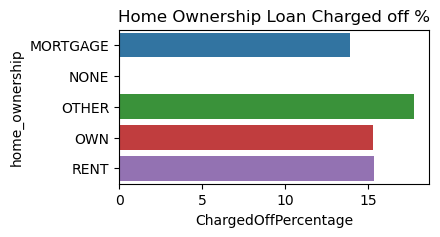 Home Ownership Loan Charged off %
home_ownership
MORTGAGE
NONE
OTHER
OWN
RENT
0 5 10 15
ChargedOffPercentage